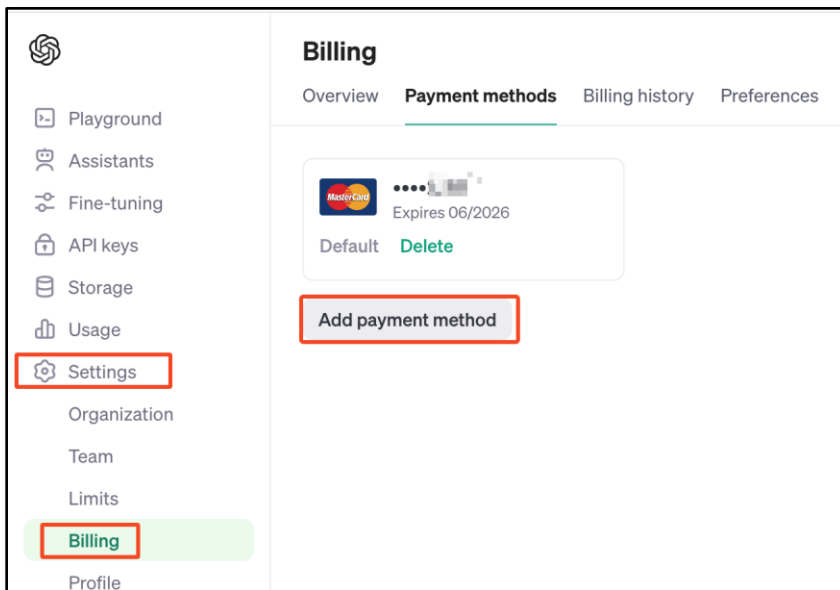 Billing
Overview Payment methods Billing history Preferences
Playground
Assistants
Fine-tuning
API keys
Storage
Usage
Settings
Organization
Team
Limits
Billing
Profile
MasterCard
••••
Expires 06/2026
Default Delete
Add payment method